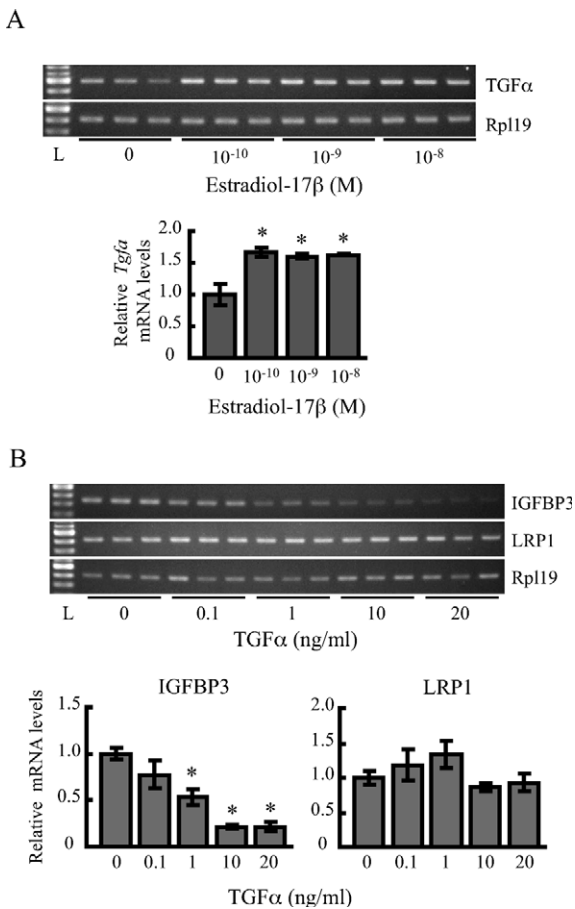 A
TGFα
Rpl19
L 0 10⁻¹⁰ 10⁻⁹ 10⁻⁸
Estradiol-17β (M)
Relative Tgfa
mRNA levels
2.0
1.5
1.0
0.5
0
* * *
0 10⁻¹⁰ 10⁻⁹ 10⁻⁸
Estradiol-17β (M)
B
IGFBP3
LRP1
Rpl19
L 0 0.1 1 10 20
TGFα (ng/ml)
IGFBP3 LRP1
Relative mRNA levels
1.5
1.0
0.5
0
* * *
0 0.1 1 10 20
2.0
1.5
1.0
0.5
0
0 0.1 1 10 20
TGFα (ng/ml)